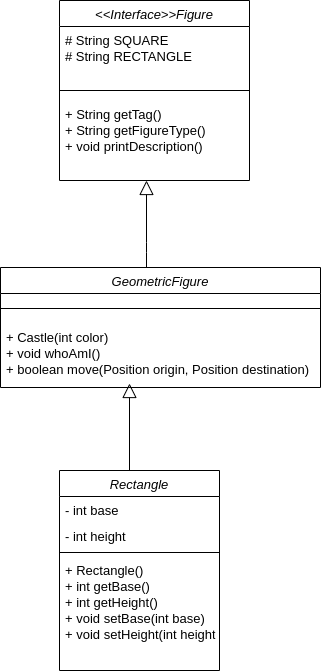 <<Interface>>Figure
# String SQUARE
# String RECTANGLE
+ String getTag()
+ String getFigureType()
+ void printDescription()
GeometricFigure
+ Castle(int color)
+ void whoAmI()
+ boolean move(Position origin, Position destination)
Rectangle
- int base
- int height
+ Rectangle()
+ int getBase()
+ int getHeight()
+ void setBase(int base)
+ void setHeight(int height